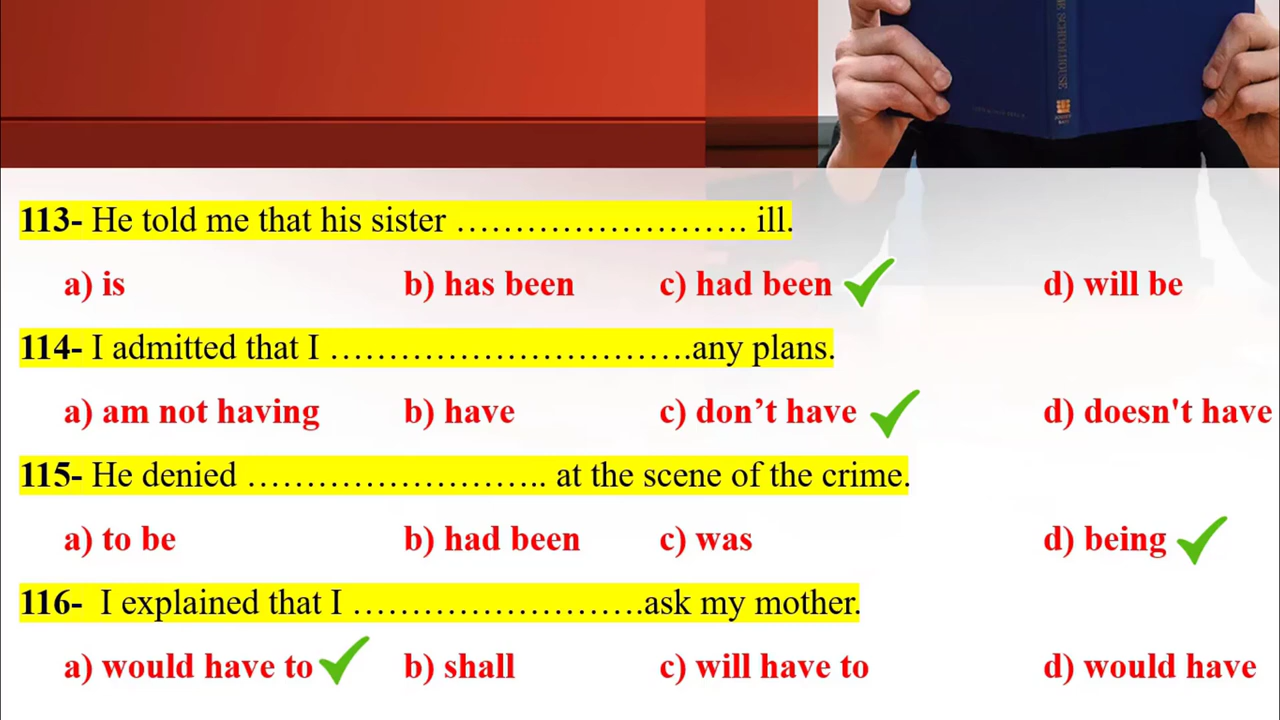 113- He told me that his sister ………………………. ill.
a) is b) has been c) had been d) will be
114- I admitted that I …………………………….any plans.
a) am not having b) have c) don’t have d) doesn't have
115- He denied ……………………….. at the scene of the crime.
a) to be b) had been c) was d) being
116- I explained that I ……………………….ask my mother.
a) would have to b) shall c) will have to d) would have